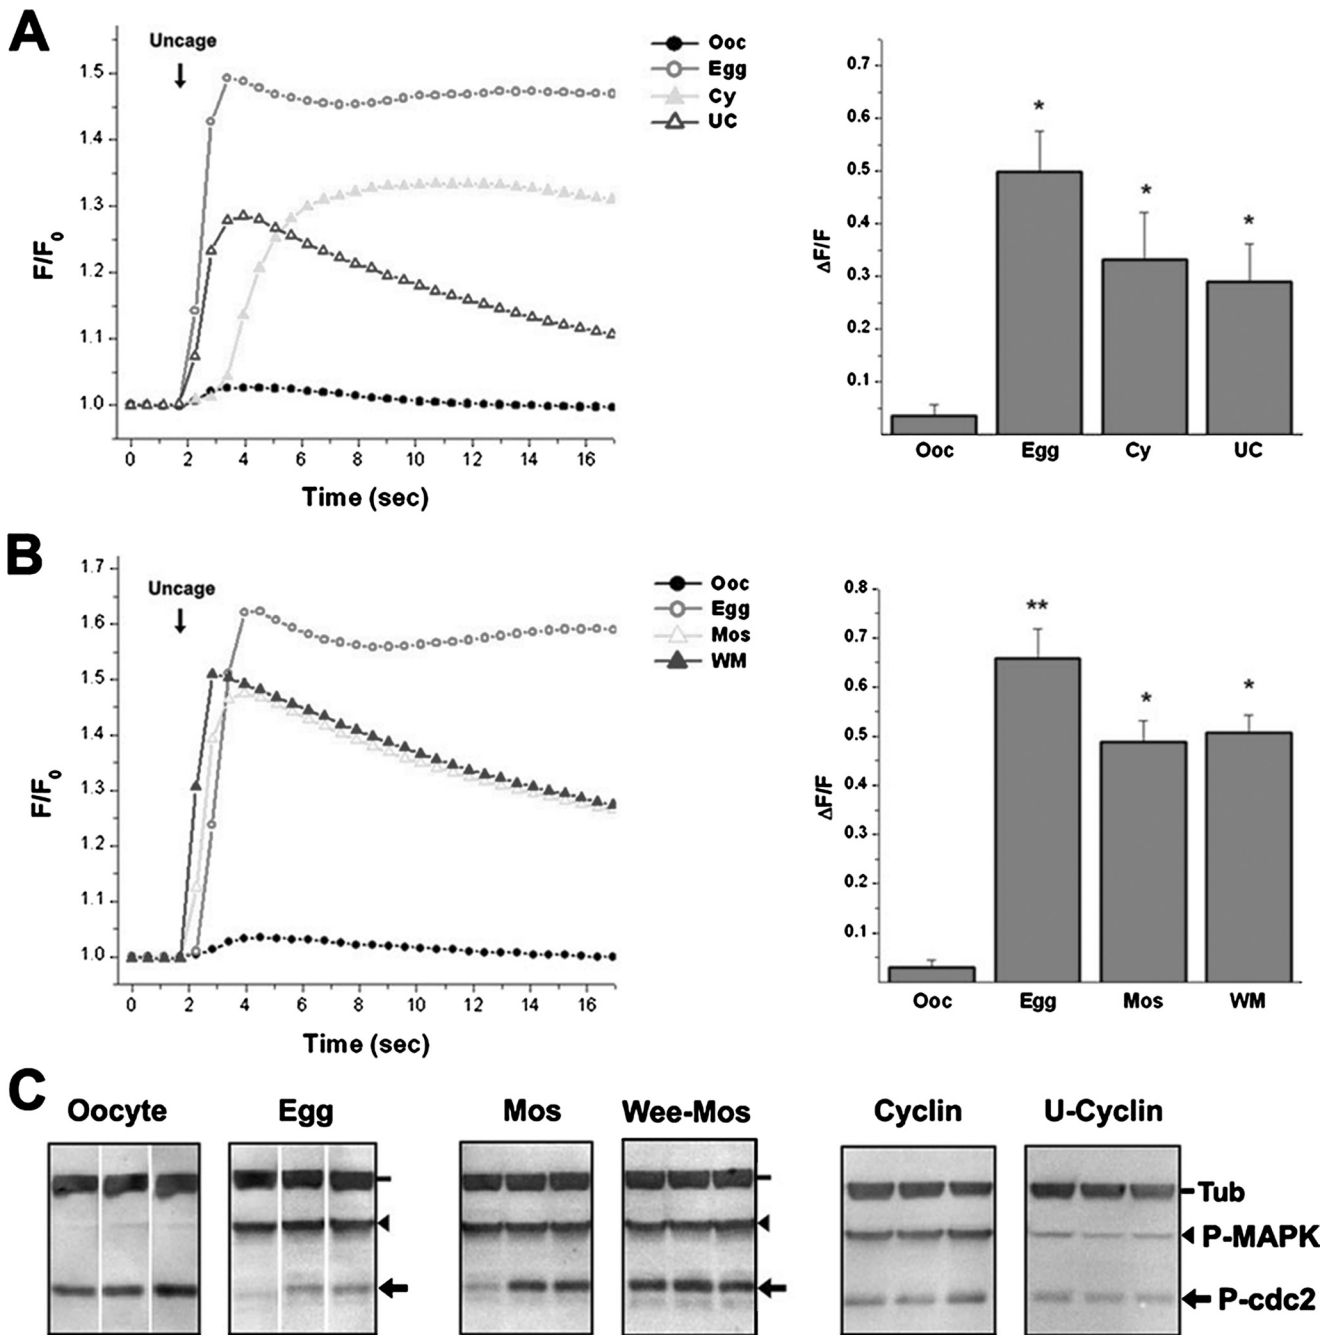 A
Uncage
Ooc
Egg
Cy
UC
1.5
1.4
1.3
1.2
1.1
1.0
F/F0
0 2 4 6 8 10 12 14 16
Time (sec)
0.7
0.6
0.5
0.4
0.3
0.2
0.1
ΔF/F
* * *
Ooc Egg Cy UC
B
Uncage
Ooc
Egg
Mos
WM
1.7
1.6
1.5
1.4
1.3
1.2
1.1
1.0
F/F0
0 2 4 6 8 10 12 14 16
Time (sec)
0.8
0.7
0.6
0.5
0.4
0.3
0.2
0.1
ΔF/F
** * *
Ooc Egg Mos WM
C
Oocyte Egg Mos Wee-Mos Cyclin U-Cyclin
Tub
P-MAPK
P-cdc2